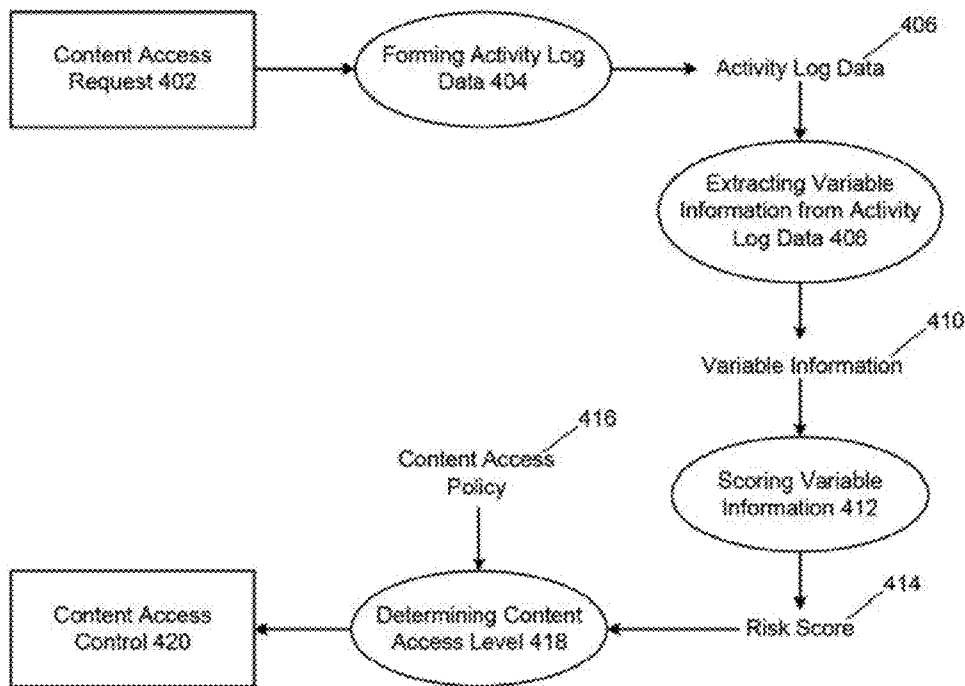 Content Access
Request 402
Forming Activity Log
Data 404
406
Activity Log Data
Extracting Variable
Information from Activity
Log Data 408
410
Variable Information
416
Content Access
Policy
Scoring Variable
Information 412
Content Access
Control 420
Determining Content
Access Level 418
414
Risk Score